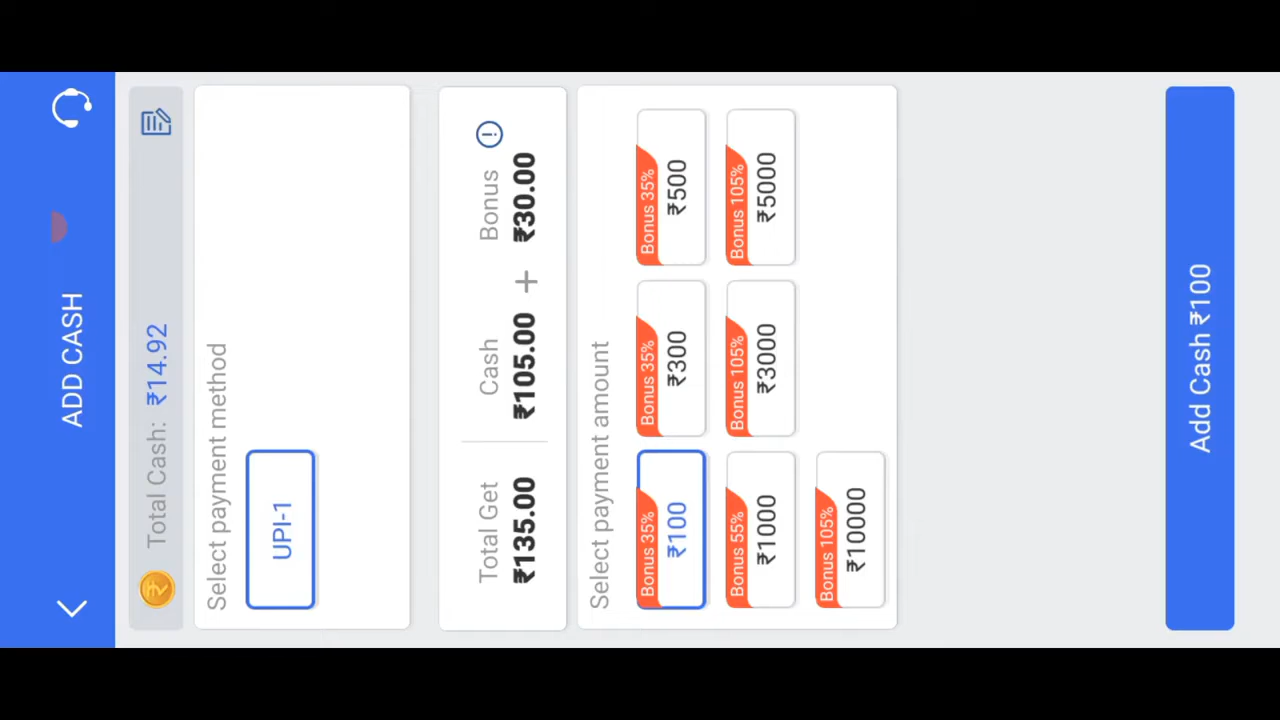 ADD CASH
Total Cash: ₹14.92
Select payment method
UPI-1
Total Get Cash Bonus
₹135.00 ₹105.00 + ₹30.00
Select payment amount
Bonus 35% Bonus 35% Bonus 35%
₹100 ₹300 ₹500
Bonus 55% Bonus 105% Bonus 105%
₹1000 ₹3000 ₹5000
Bonus 105%
₹10000
Add Cash ₹100